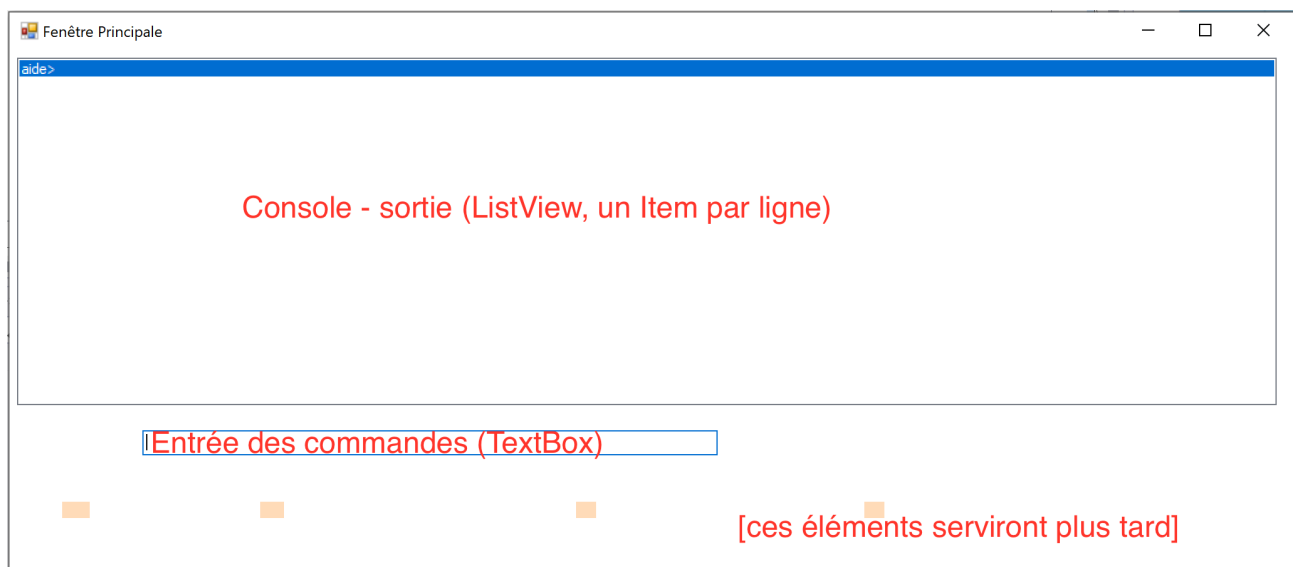 Fenêtre Principale
aide>
Console - sortie (ListView, un Item par ligne)
Entrée des commandes (TextBox)
[ces éléments serviront plus tard]